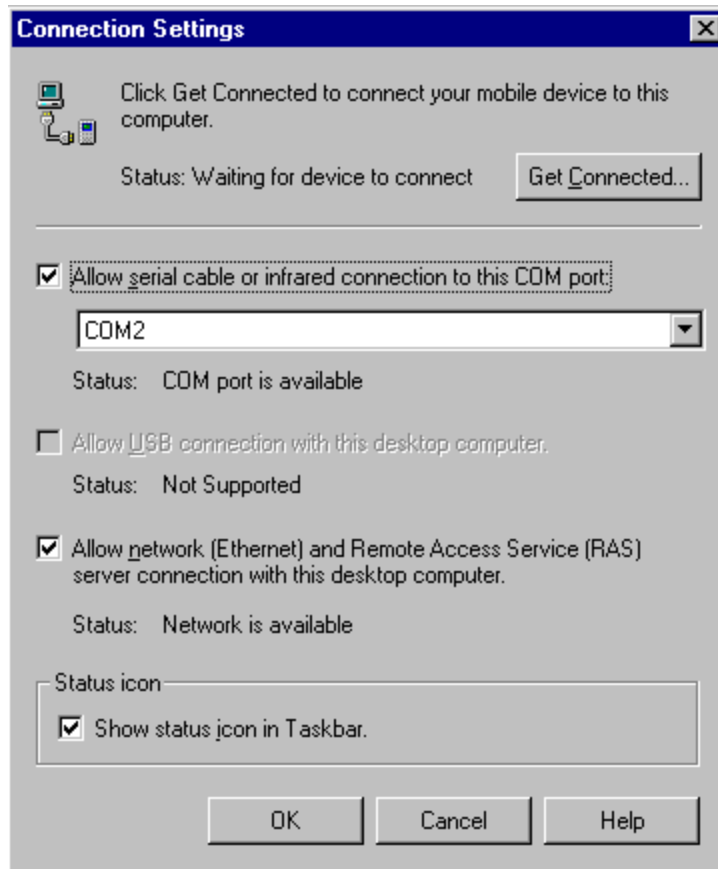 Connection Settings
Click Get Connected to connect your mobile device to this
computer.
Status: Waiting for device to connect
Get Connected...
Allow serial cable or infrared connection to this COM port:
COM2
Status: COM port is available
Allow USB connection with this desktop computer.
Status: Not Supported
Allow network (Ethernet) and Remote Access Service (RAS)
server connection with this desktop computer.
Status: Network is available
Status icon
Show status icon in Taskbar.
OK Cancel Help